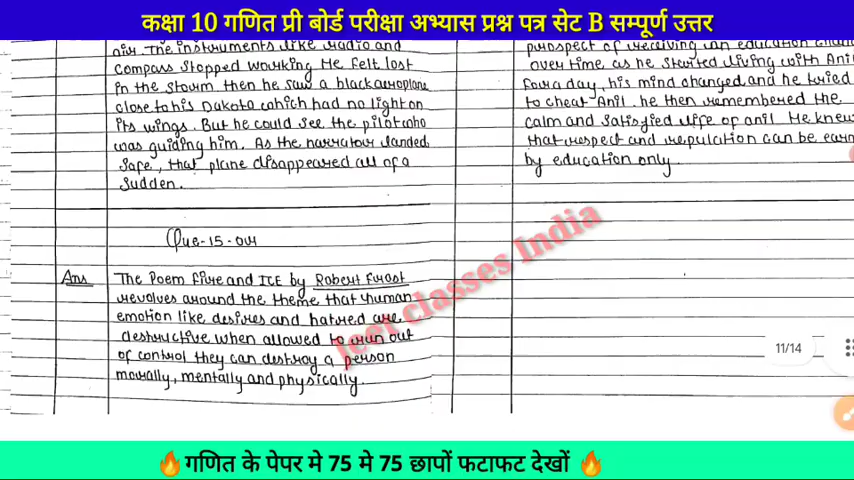 कक्षा 10 गणित प्री बोर्ड परीक्षा अभ्यास प्रश्न पत्र सेट B सम्पूर्ण उत्तर
air. The instruments like radio and
compass stopped working He felt lost
in the storm then he saw a black aeroplane
close to his Dakota which had no light on
its wings. But he could see the pilot who
was guiding him. As the narrator landed
safe, that plane disappeared all of a
sudden.
Que-15-or
Ans The Poem five and ICE by Robert Frost
revolves around the theme that human
emotion like desires and hatred are
destructive when allowed to run out
of control they can destroy a person
morally, mentally and physically.
prospect of receiving an education
over time as he started living with Anil
for a day, his mind changed and he tried
to cheat Anil. he then remembered the
calm and satisfied life of anil He knew
that respect and repulation can be earn
by education only.
Jeet classes India
11/14
🔥गणित के पेपर मे 75 मे 75 छापों फटाफट देखों 🔥